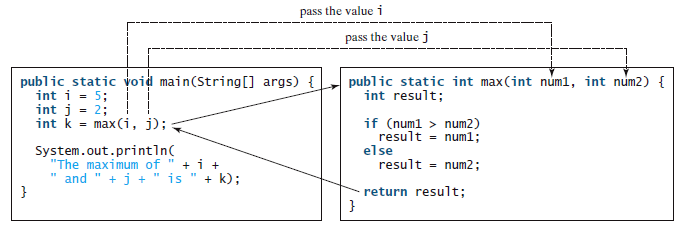 pass the value i
pass the value j
public static void main(String[] args) {
int i = 5;
int j = 2;
int k = max(i, j);
System.out.println(
"The maximum of " + i +
" and " + j + " is " + k);
}
public static int max(int num1, int num2) {
int result;
if (num1 > num2)
result = num1;
else
result = num2;
return result;
}